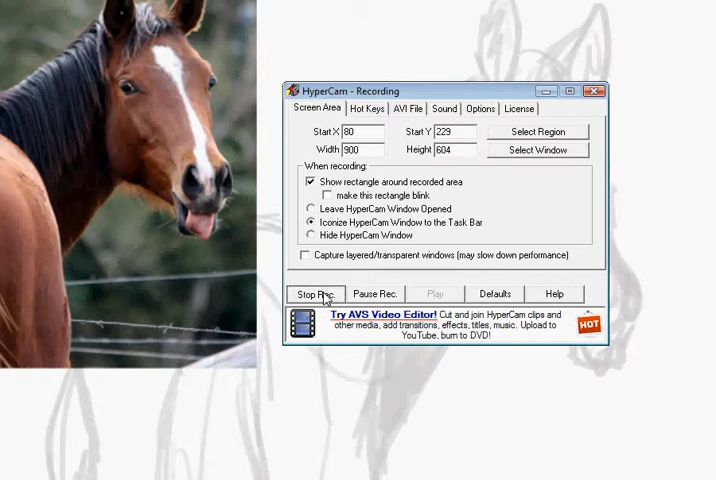 HyperCam - Recording
Screen Area Hot Keys AVI File Sound Options License
Start X 80 Start Y 229 Select Region
Width 900 Height 604 Select Window
When recording:
Show rectangle around recorded area
make this rectangle blink
Leave HyperCam Window Opened
Iconize HyperCam Window to the Task Bar
Hide HyperCam Window
Capture layered/transparent windows (may slow down performance)
Stop Rec. Pause Rec. Play Defaults Help
Try AVS Video Editor! Cut and join HyperCam clips and
other media, add transitions, effects, titles, music. Upload to
YouTube, burn to DVD!
HOT